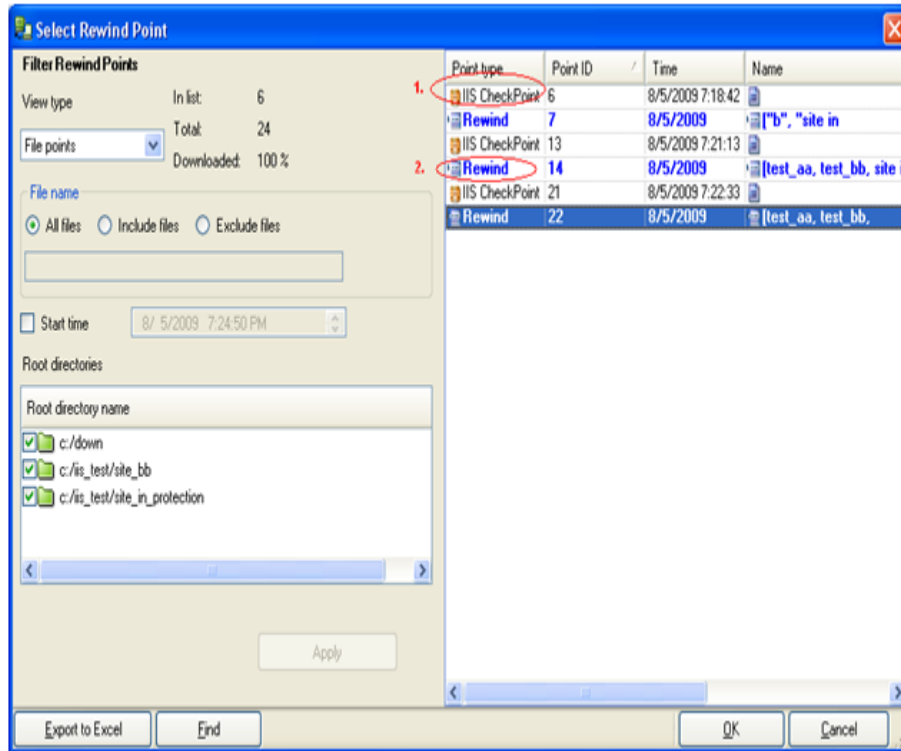 Select Rewind Point
Filter Rewind Points
View type
File points
In list: 6
Total: 24
Downloaded: 100 %
File name
All files Include files Exclude files
Start time 8/ 5/2009 7:24:50 PM
Root directories
Root directory name
c:/down
c:/iis_test/site_bb
c:/iis_test/site_in_protection
Apply
Point type Point ID Time Name
1. IIS CheckPoint 6 8/5/2009 7:18:42
Rewind 7 8/5/2009 ["b", "site in
IIS CheckPoint 13 8/5/2009 7:21:13
2. Rewind 14 8/5/2009 [test_aa, test_bb, site
IIS CheckPoint 21 8/5/2009 7:22:33
Rewind 22 8/5/2009 [test_aa, test_bb,
Export to Excel Find OK Cancel